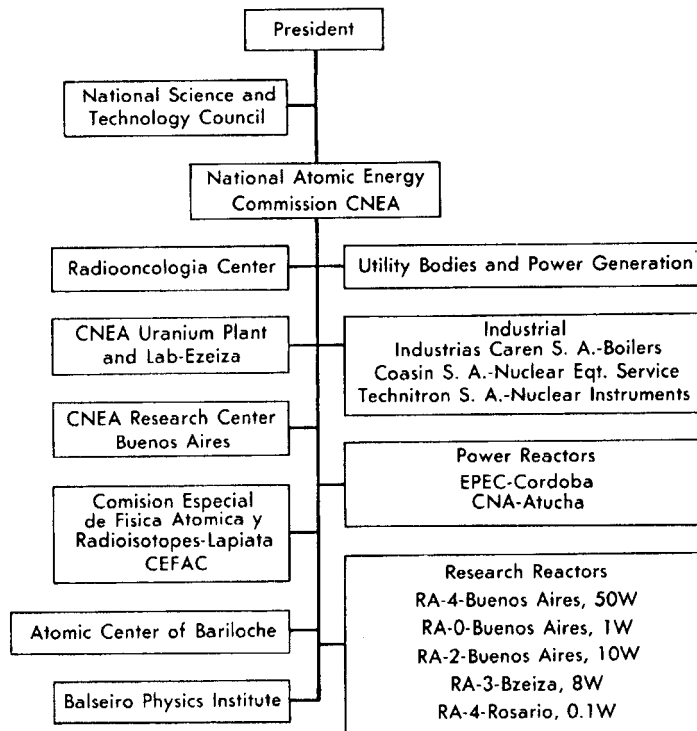 President
National Science and
Technology Council
National Atomic Energy
Commission CNEA
Radiooncologia Center
Utility Bodies and Power Generation
CNEA Uranium Plant
and Lab-Ezeiza
Industrial
Industrias Caren S. A.-Boilers
Coasin S. A.-Nuclear Eqt. Service
Technitron S. A.-Nuclear Instruments
CNEA Research Center
Buenos Aires
Power Reactors
EPEC-Cordoba
CNA-Atucha
Comision Especial
de Fisica Atomica y
Radioisotopes-Lapiata
CEFAC
Research Reactors
RA-4-Buenos Aires, 50W
RA-0-Buenos Aires, 1W
RA-2-Buenos Aires, 10W
RA-3-Bzeiza, 8W
RA-4-Rosario, 0.1W
Atomic Center of Bariloche
Balseiro Physics Institute